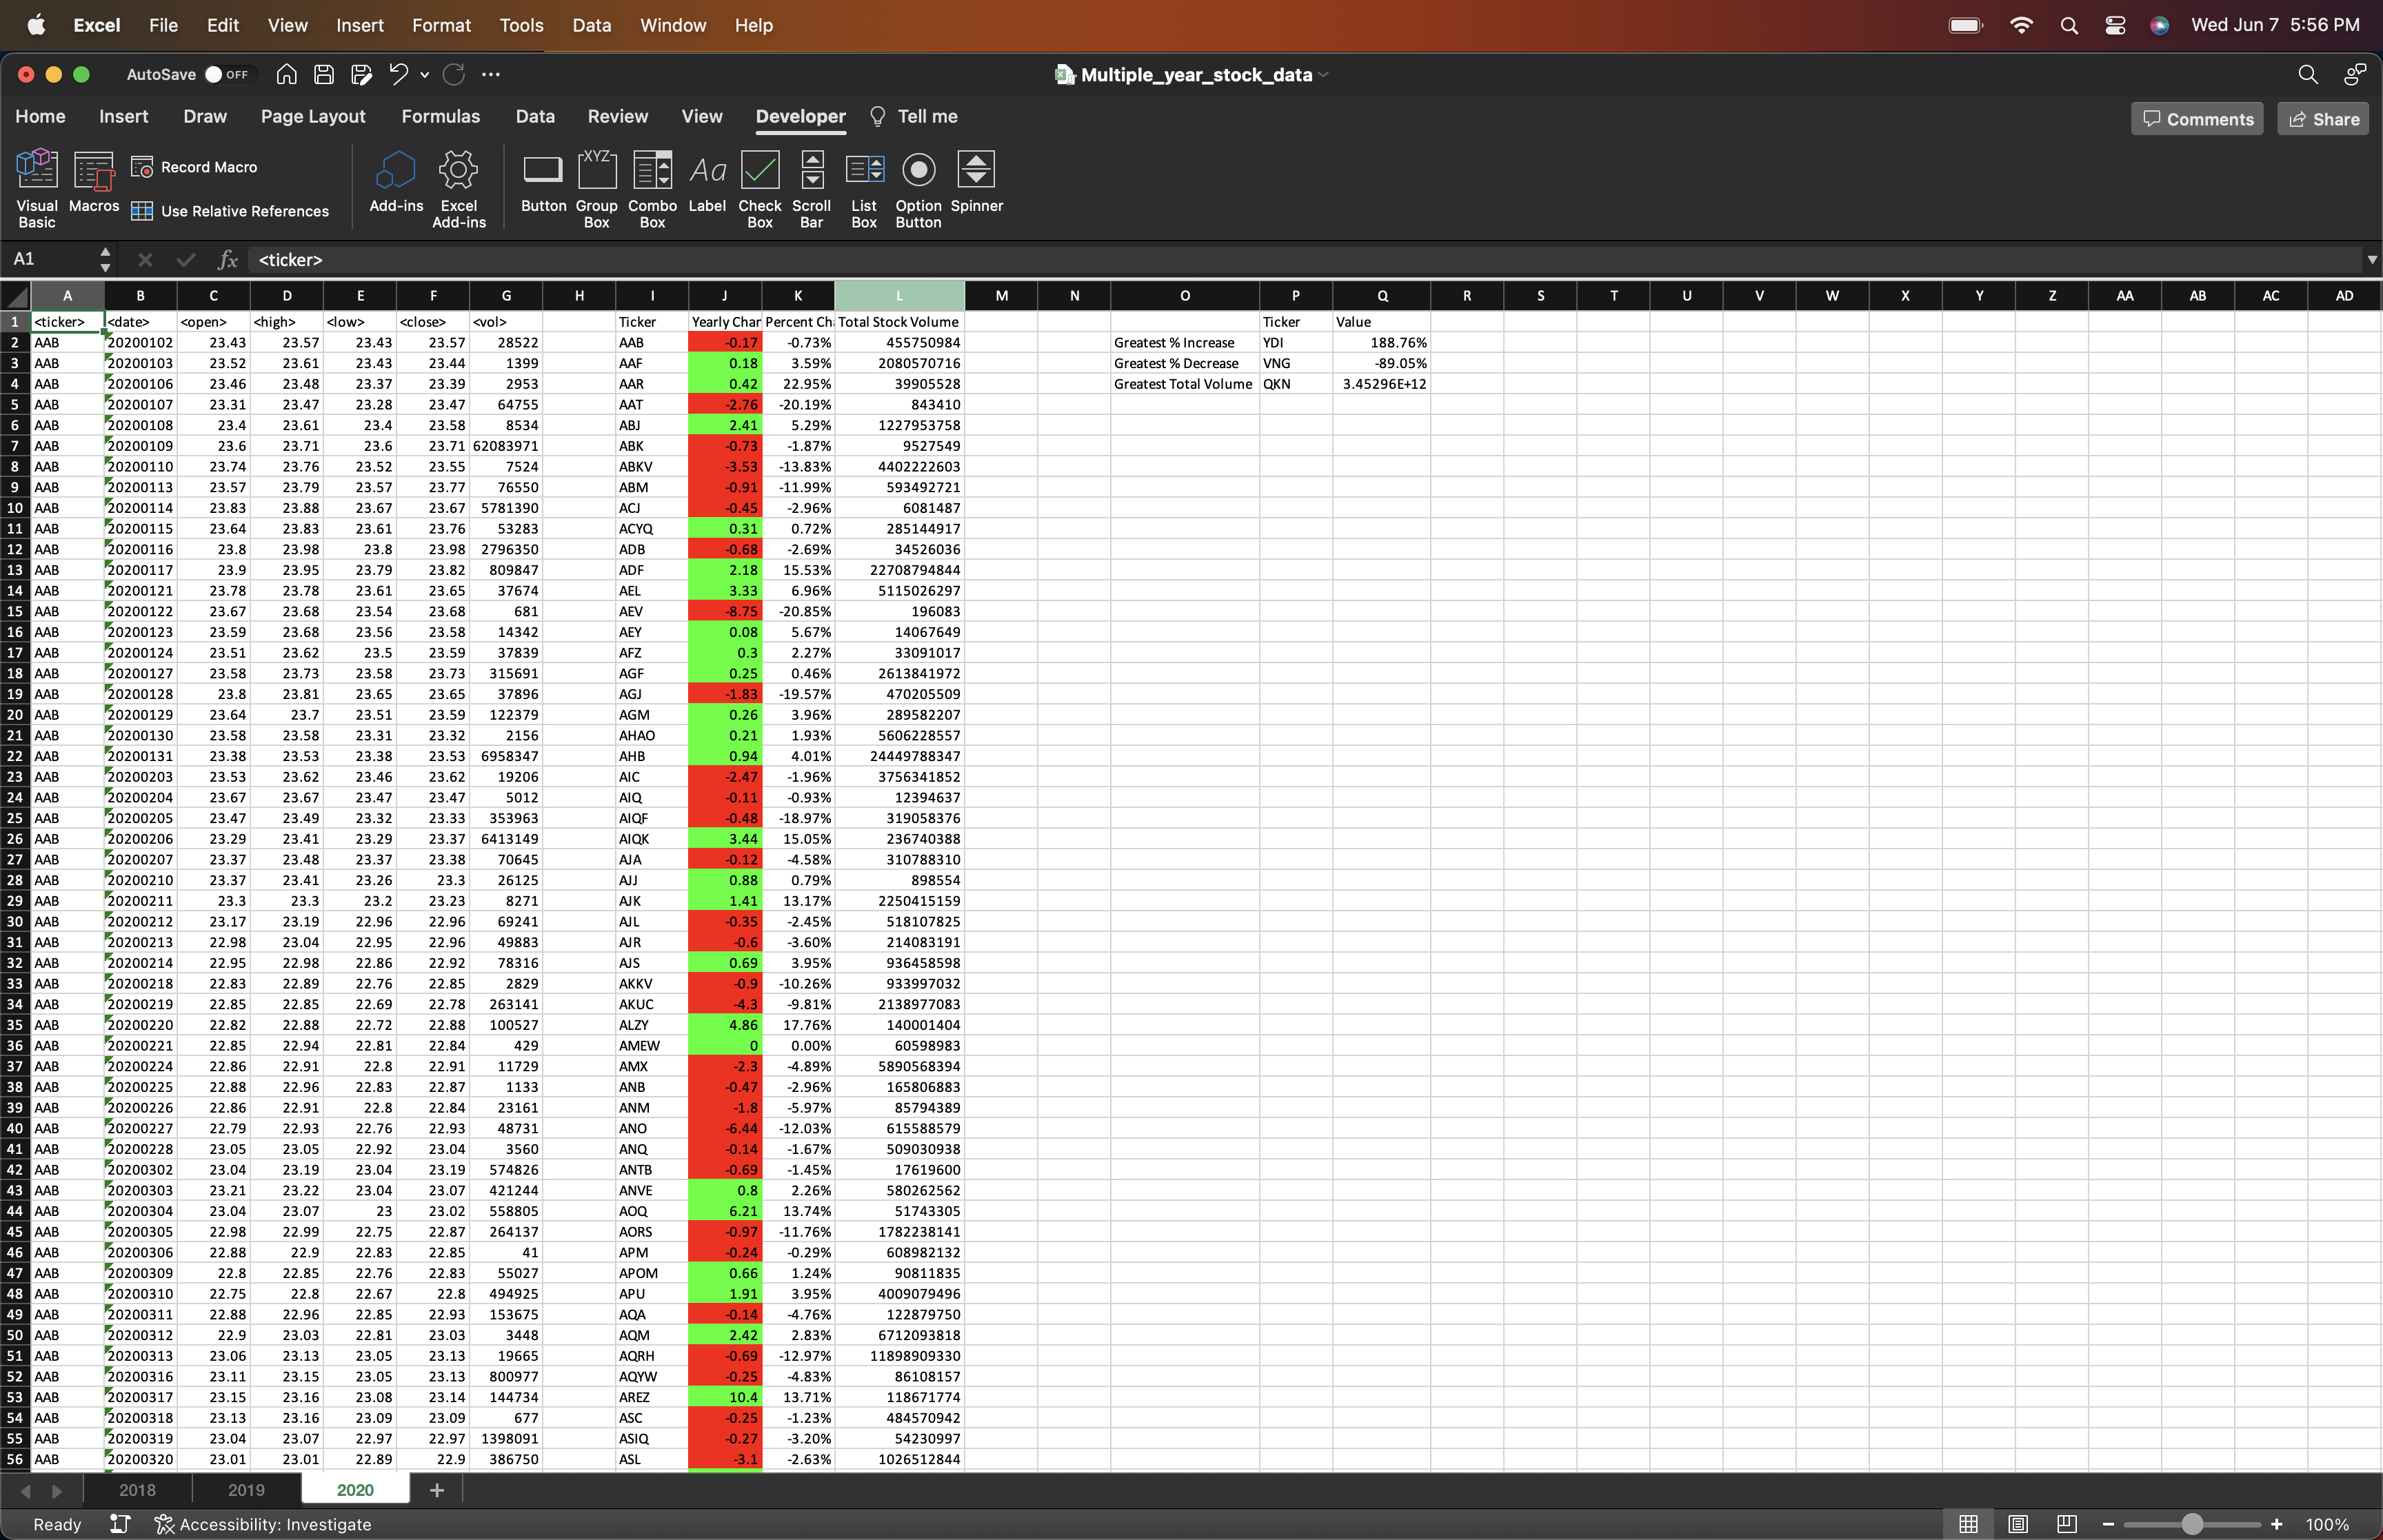 Excel File Edit View Insert Format Tools Data Window Help Wed Jun 7 5:56 PM
AutoSave OFF Multiple_year_stock_data
Home Insert Draw Page Layout Formulas Data Review View Developer Tell me Comments Share
Visual Basic Macros Record Macro Use Relative References Add-ins Excel Add-ins Button Group Box Combo Box Label Check Box Scroll Bar List Box Option Button Spinner
A1 fx <ticker>
A B C D E F G H I J K L M N O P Q R S T U V W X Y Z AA AB AC AD
1 <ticker> <date> <open> <high> <low> <close> <vol> Ticker Yearly Char Percent Ch Total Stock Volume Ticker Value
2 AAB 20200102 23.43 23.57 23.43 23.57 28522 AAB -0.17 -0.73% 455750984 Greatest % Increase YDI 188.76%
3 AAB 20200103 23.52 23.61 23.43 23.44 1399 AAF 0.18 3.59% 2080570716 Greatest % Decrease VNG -89.05%
4 AAB 20200106 23.46 23.48 23.37 23.39 2953 AAR 0.42 22.95% 39905528 Greatest Total Volume QKN 3.45296E+12
5 AAB 20200107 23.31 23.47 23.28 23.47 64755 AAT -2.76 -20.19% 843410
6 AAB 20200108 23.4 23.61 23.4 23.58 8534 ABJ 2.41 5.29% 1227953758
7 AAB 20200109 23.6 23.71 23.6 23.71 62083971 ABK -0.73 -1.87% 9527549
8 AAB 20200110 23.74 23.76 23.52 23.55 7524 ABKV -3.53 -13.83% 4402222603
9 AAB 20200113 23.57 23.79 23.57 23.77 76550 ABM -0.91 -11.99% 593492721
10 AAB 20200114 23.83 23.88 23.67 23.67 5781390 ACJ -0.45 -2.96% 6081487
11 AAB 20200115 23.64 23.83 23.61 23.76 53283 ACYQ 0.31 0.72% 285144917
12 AAB 20200116 23.8 23.98 23.8 23.98 2796350 ADB -0.68 -2.69% 34526036
13 AAB 20200117 23.9 23.95 23.79 23.82 809847 ADF 2.18 15.53% 22708794844
14 AAB 20200121 23.78 23.78 23.61 23.65 37674 AEL 3.33 6.96% 5115026297
15 AAB 20200122 23.67 23.68 23.54 23.68 681 AEV -8.75 -20.85% 196083
16 AAB 20200123 23.59 23.68 23.56 23.58 14342 AEY 0.08 5.67% 14067649
17 AAB 20200124 23.51 23.62 23.5 23.59 37839 AFZ 0.3 2.27% 33091017
18 AAB 20200127 23.58 23.73 23.58 23.73 315691 AGF 0.25 0.46% 2613841972
19 AAB 20200128 23.8 23.81 23.65 23.65 37896 AGJ -1.83 -19.57% 470205509
20 AAB 20200129 23.64 23.7 23.51 23.59 122379 AGM 0.26 3.96% 289582207
21 AAB 20200130 23.58 23.58 23.31 23.32 2156 AHAO 0.21 1.93% 5606228557
22 AAB 20200131 23.38 23.53 23.38 23.53 6958347 AHB 0.94 4.01% 24449788347
23 AAB 20200203 23.53 23.62 23.46 23.62 19206 AIC -2.47 -1.96% 3756341852
24 AAB 20200204 23.67 23.67 23.47 23.47 5012 AIQ -0.11 -0.93% 12394637
25 AAB 20200205 23.47 23.49 23.32 23.33 353963 AIQF -0.48 -18.97% 319058376
26 AAB 20200206 23.29 23.41 23.29 23.37 6413149 AIQK 3.44 15.05% 236740388
27 AAB 20200207 23.37 23.48 23.37 23.38 70645 AJA -0.12 -4.58% 310788310
28 AAB 20200210 23.37 23.41 23.26 23.3 26125 AJJ 0.88 0.79% 898554
29 AAB 20200211 23.3 23.3 23.2 23.23 8271 AJK 1.41 13.17% 2250415159
30 AAB 20200212 23.17 23.19 22.96 22.96 69241 AJL -0.35 -2.45% 518107825
31 AAB 20200213 22.98 23.04 22.95 22.96 49883 AJR -0.6 -3.60% 214083191
32 AAB 20200214 22.95 22.98 22.86 22.92 78316 AJS 0.69 3.95% 936458598
33 AAB 20200218 22.83 22.89 22.76 22.85 2829 AKKV -0.9 -10.26% 933997032
34 AAB 20200219 22.85 22.85 22.69 22.78 263141 AKUC -4.3 -9.81% 2138977083
35 AAB 20200220 22.82 22.88 22.72 22.88 100527 ALZY 4.86 17.76% 140001404
36 AAB 20200221 22.85 22.94 22.81 22.84 429 AMEW 0 0.00% 60598983
37 AAB 20200224 22.86 22.91 22.8 22.91 11729 AMX -2.3 -4.89% 5890568394
38 AAB 20200225 22.88 22.96 22.83 22.87 1133 ANB -0.47 -2.96% 165806883
39 AAB 20200226 22.86 22.91 22.8 22.84 23161 ANM -1.8 -5.97% 85794389
40 AAB 20200227 22.79 22.93 22.76 22.93 48731 ANO -6.44 -12.03% 615588579
41 AAB 20200228 23.05 23.05 22.92 23.04 3560 ANQ -0.14 -1.67% 509030938
42 AAB 20200302 23.04 23.19 23.04 23.19 574826 ANTB -0.69 -1.45% 17619600
43 AAB 20200303 23.21 23.22 23.04 23.07 421244 ANVE 0.8 2.26% 580262562
44 AAB 20200304 23.04 23.07 23 23.02 558805 AOQ 6.21 13.74% 51743305
45 AAB 20200305 22.98 22.99 22.75 22.87 264137 AORS -0.97 -11.76% 1782238141
46 AAB 20200306 22.88 22.9 22.83 22.85 41 APM -0.24 -0.29% 608982132
47 AAB 20200309 22.8 22.85 22.76 22.83 55027 APOM 0.66 1.24% 90811835
48 AAB 20200310 22.75 22.8 22.67 22.8 494925 APU 1.91 3.95% 4009079496
49 AAB 20200311 22.88 22.96 22.85 22.93 153675 AQA -0.14 -4.76% 122879750
50 AAB 20200312 22.9 23.03 22.81 23.03 3448 AQM 2.42 2.83% 6712093818
51 AAB 20200313 23.06 23.13 23.05 23.13 19665 AQRH -0.69 -12.97% 11898909330
52 AAB 20200316 23.11 23.15 23.05 23.13 800977 AQYW -0.25 -4.83% 86108157
53 AAB 20200317 23.15 23.16 23.08 23.14 144734 AREZ 10.4 13.71% 118671774
54 AAB 20200318 23.13 23.16 23.09 23.09 677 ASC -0.25 -1.23% 484570942
55 AAB 20200319 23.04 23.07 22.97 22.97 1398091 ASIQ -0.27 -3.20% 54230997
56 AAB 20200320 23.01 23.01 22.89 22.9 386750 ASL -3.1 -2.63% 1026512844
2018 2019 2020 +
Ready Accessibility: Investigate 100%